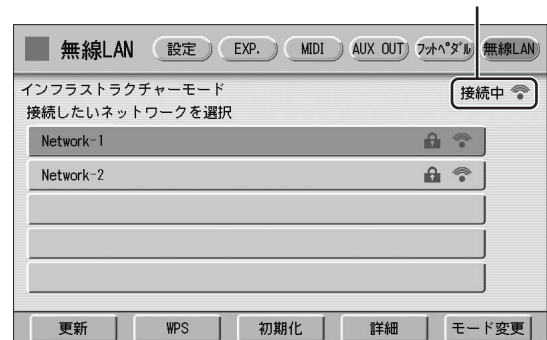 無線LAN 設定 EXP. MIDI AUX OUT フットペダル 無線LAN
インフラストラクチャーモード
接続中
接続したいネットワークを選択
Network-1
Network-2
更新 WPS 初期化 詳細 モード変更